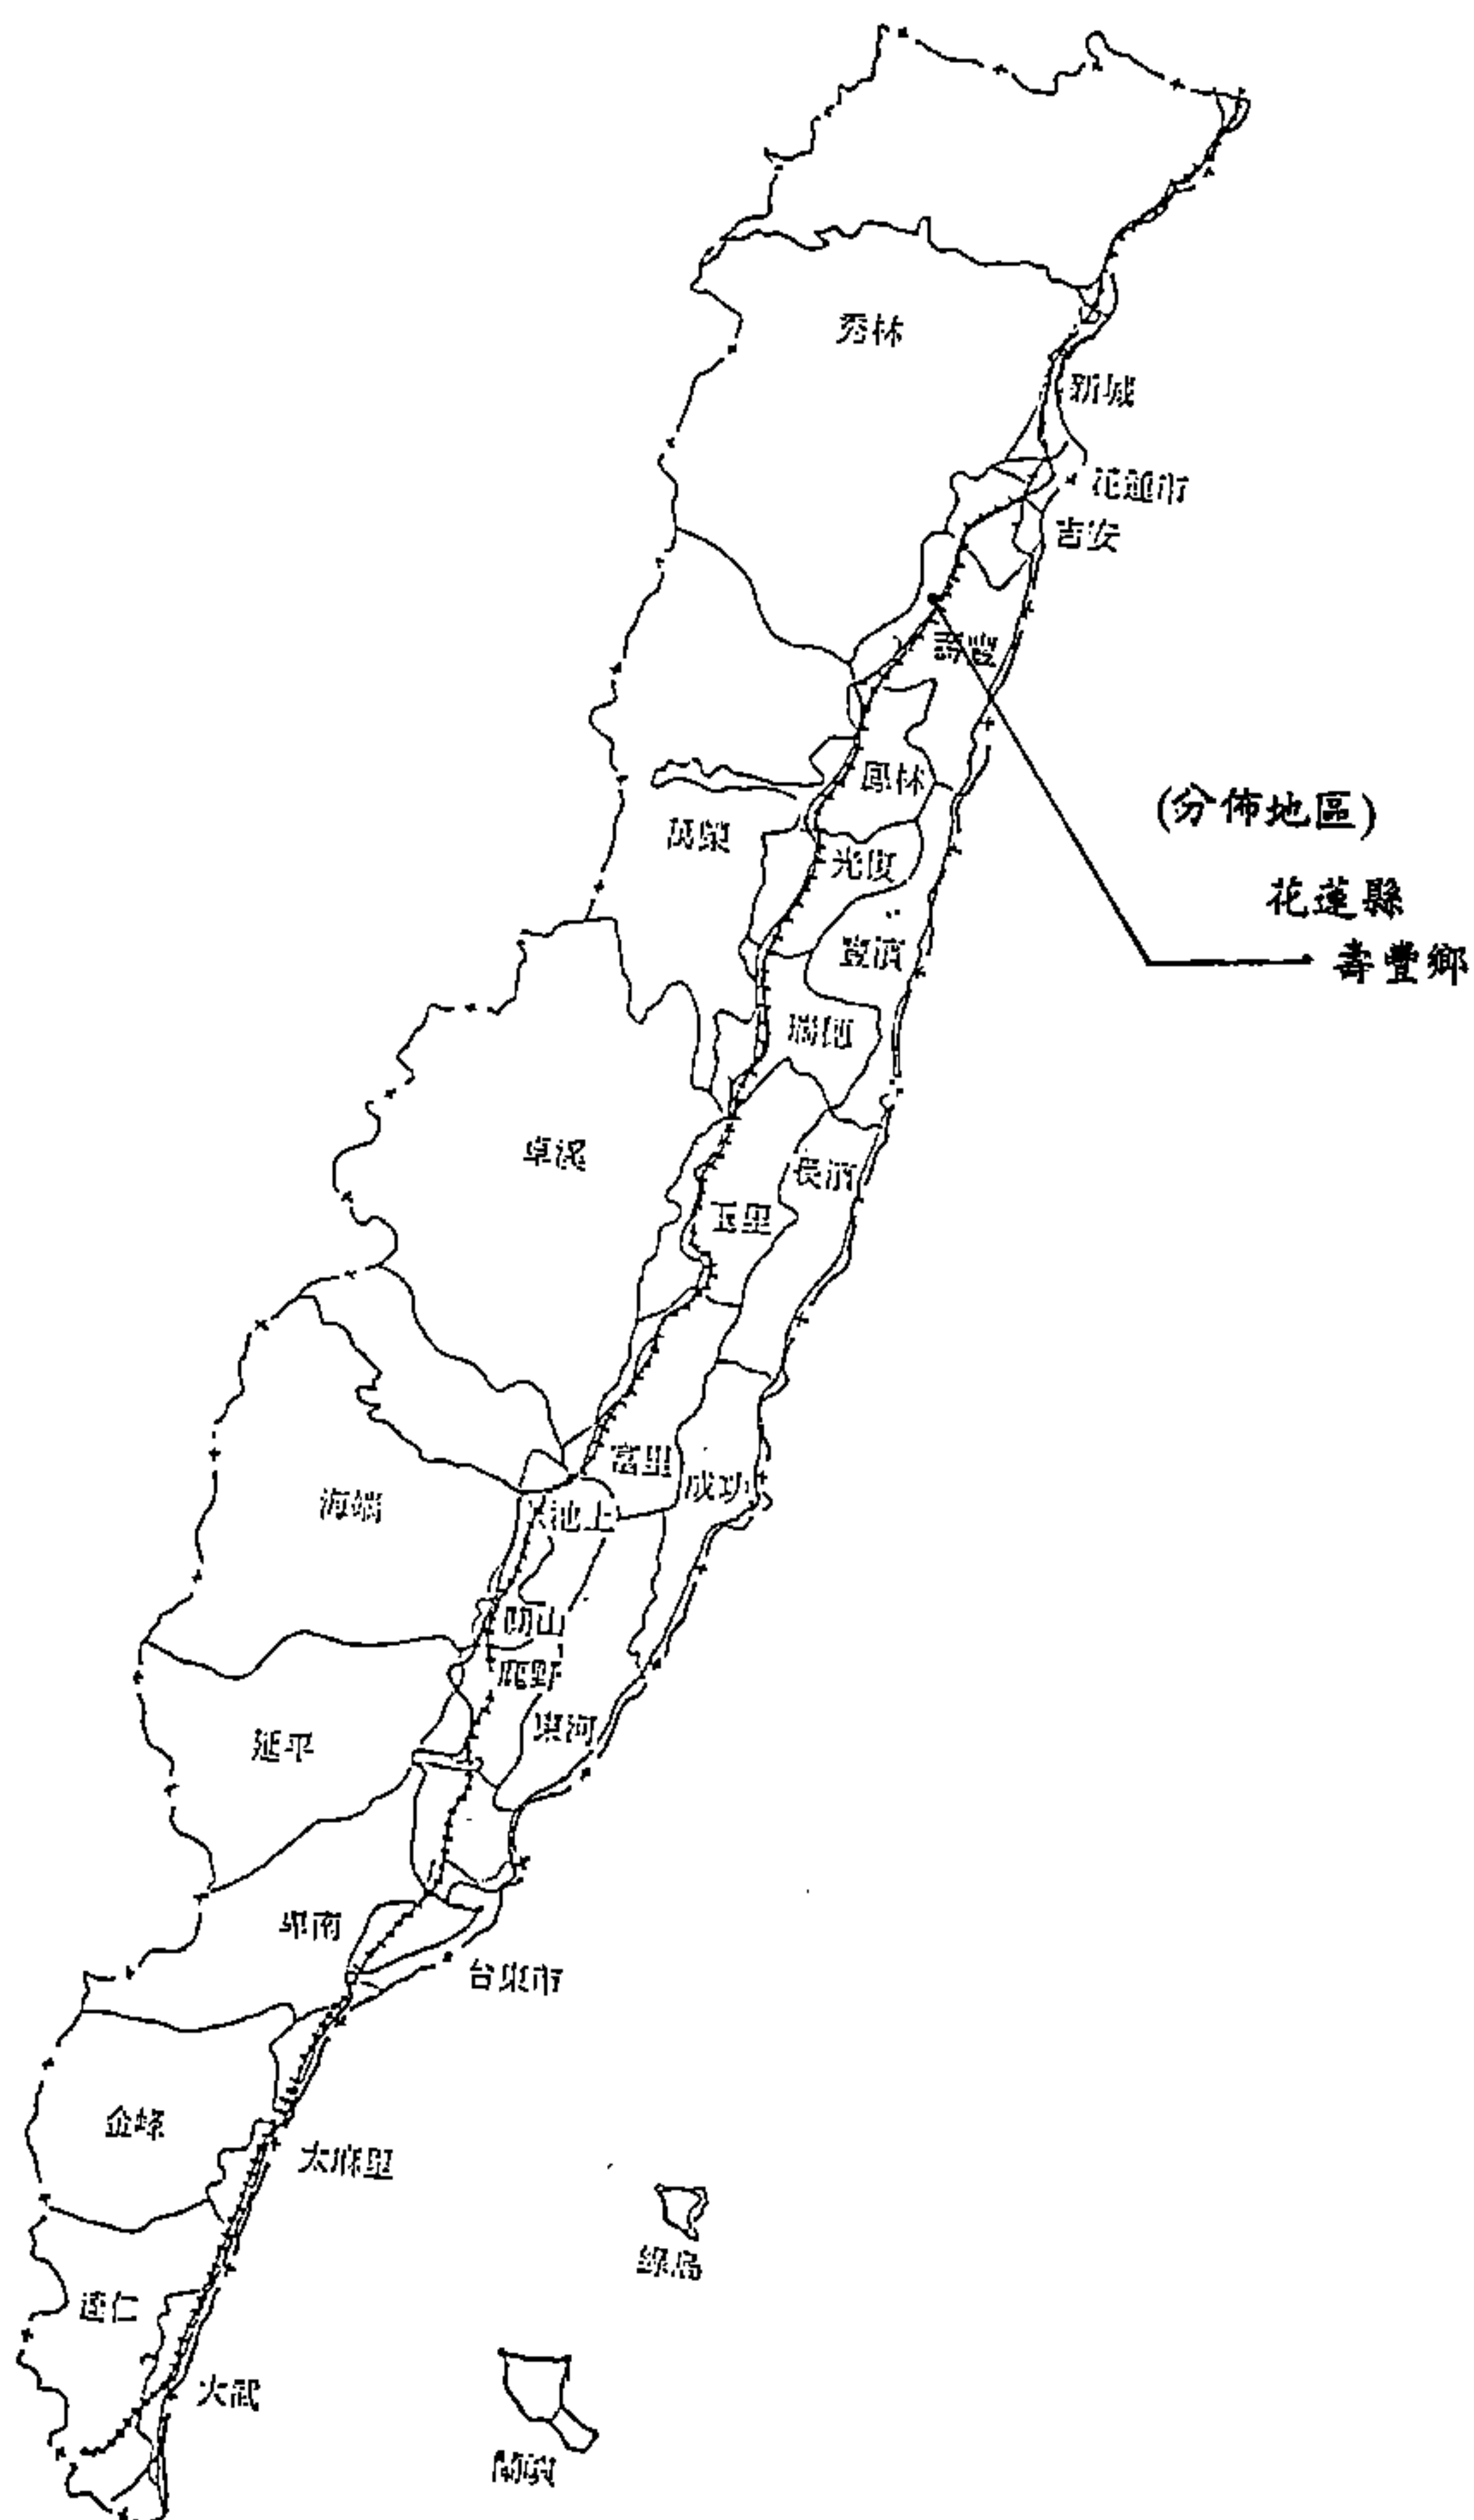 秀林
新城
花蓮市
吉安
壽豐
鳳林
(分佈地區)
萬榮
光復
花蓮縣
豐濱
壽豐鄉
瑞穗
卓溪
長濱
玉里
富里
成功
海端
池上
關山
鹿野
東河
延平
卑南
台東市
金峰
太麻里
綠島
達仁
大武
蘭嶼